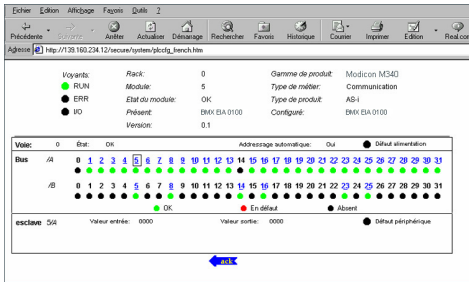 Fichier Edition Affichage Favoris Outils ?
Précédente Suivante Arrêter Actualiser Démarrage Rechercher Favoris Historique Courrier Imprimer Edition Real.com
Adresse http://139.160.234.12/secure/system/plccfg_french.htm
Voyants: Rack: 0 Gamme de produit: Modicon M340
RUN Module: 5 Type de métier: Communication
ERR Etat du module: OK Type de produit: AS-i
I/O Présent: BMX EIA 0100 Configuré: BMX EIA 0100
Version: 0.1
Voie: 0 État: OK Addressage automatique: Oui Défaut alimentation
Bus /A 0 1 2 3 4 5 6 7 8 9 10 11 12 13 14 15 16 17 18 19 20 21 22 23 24 25 26 27 28 29 30 31
/B 0 1 2 3 4 5 6 7 8 9 10 11 12 13 14 15 16 17 18 19 20 21 22 23 24 25 26 27 28 29 30 31
OK En défaut Absent
esclave 5/A Valeur entrée: 0000 Valeur sortie: 0000 Défaut périphérique
ack